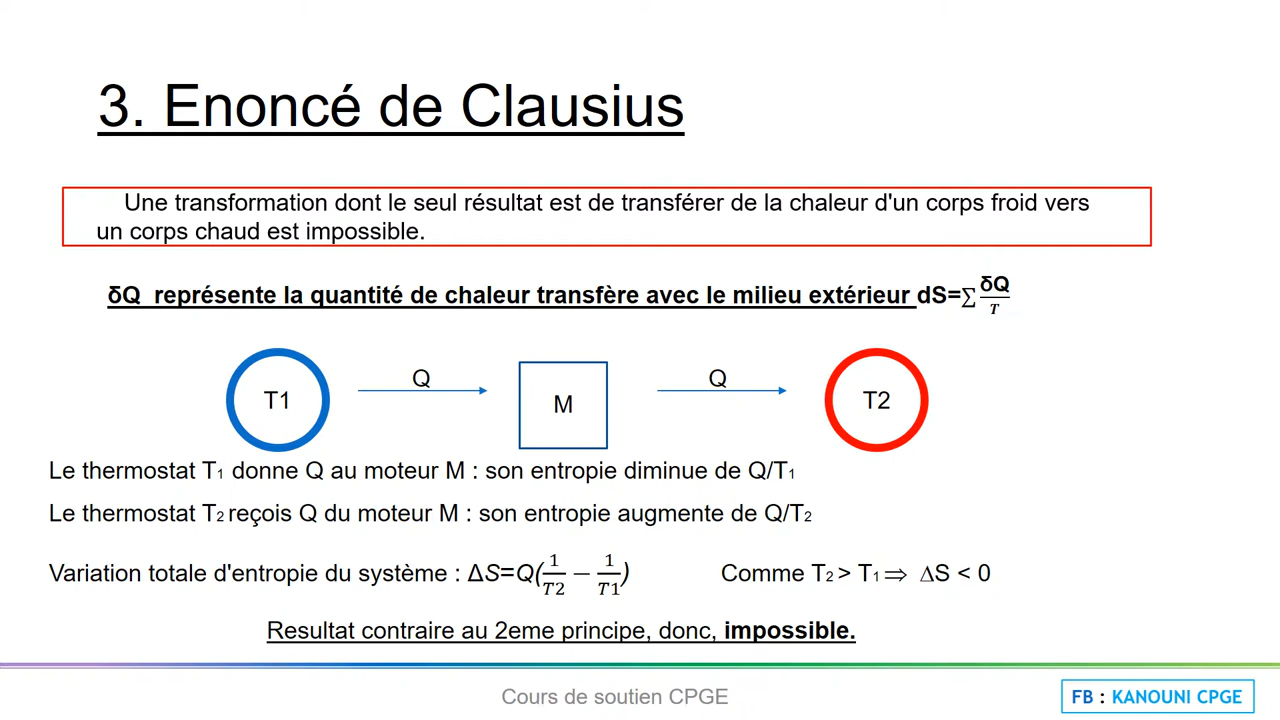 3. Enoncé de Clausius
Une transformation dont le seul résultat est de transférer de la chaleur d'un corps froid vers
un corps chaud est impossible.
δQ représente la quantité de chaleur transfère avec le milieu extérieur dS=∑ δQ/T
T1 Q M Q T2
Le thermostat T₁ donne Q au moteur M : son entropie diminue de Q/T₁
Le thermostat T₂ reçois Q du moteur M : son entropie augmente de Q/T₂
Variation totale d'entropie du système : ΔS=Q(1/T2 − 1/T1) Comme T₂ > T₁ ⇒ ΔS < 0
Resultat contraire au 2eme principe, donc, impossible.
Cours de soutien CPGE
FB : KANOUNI CPGE